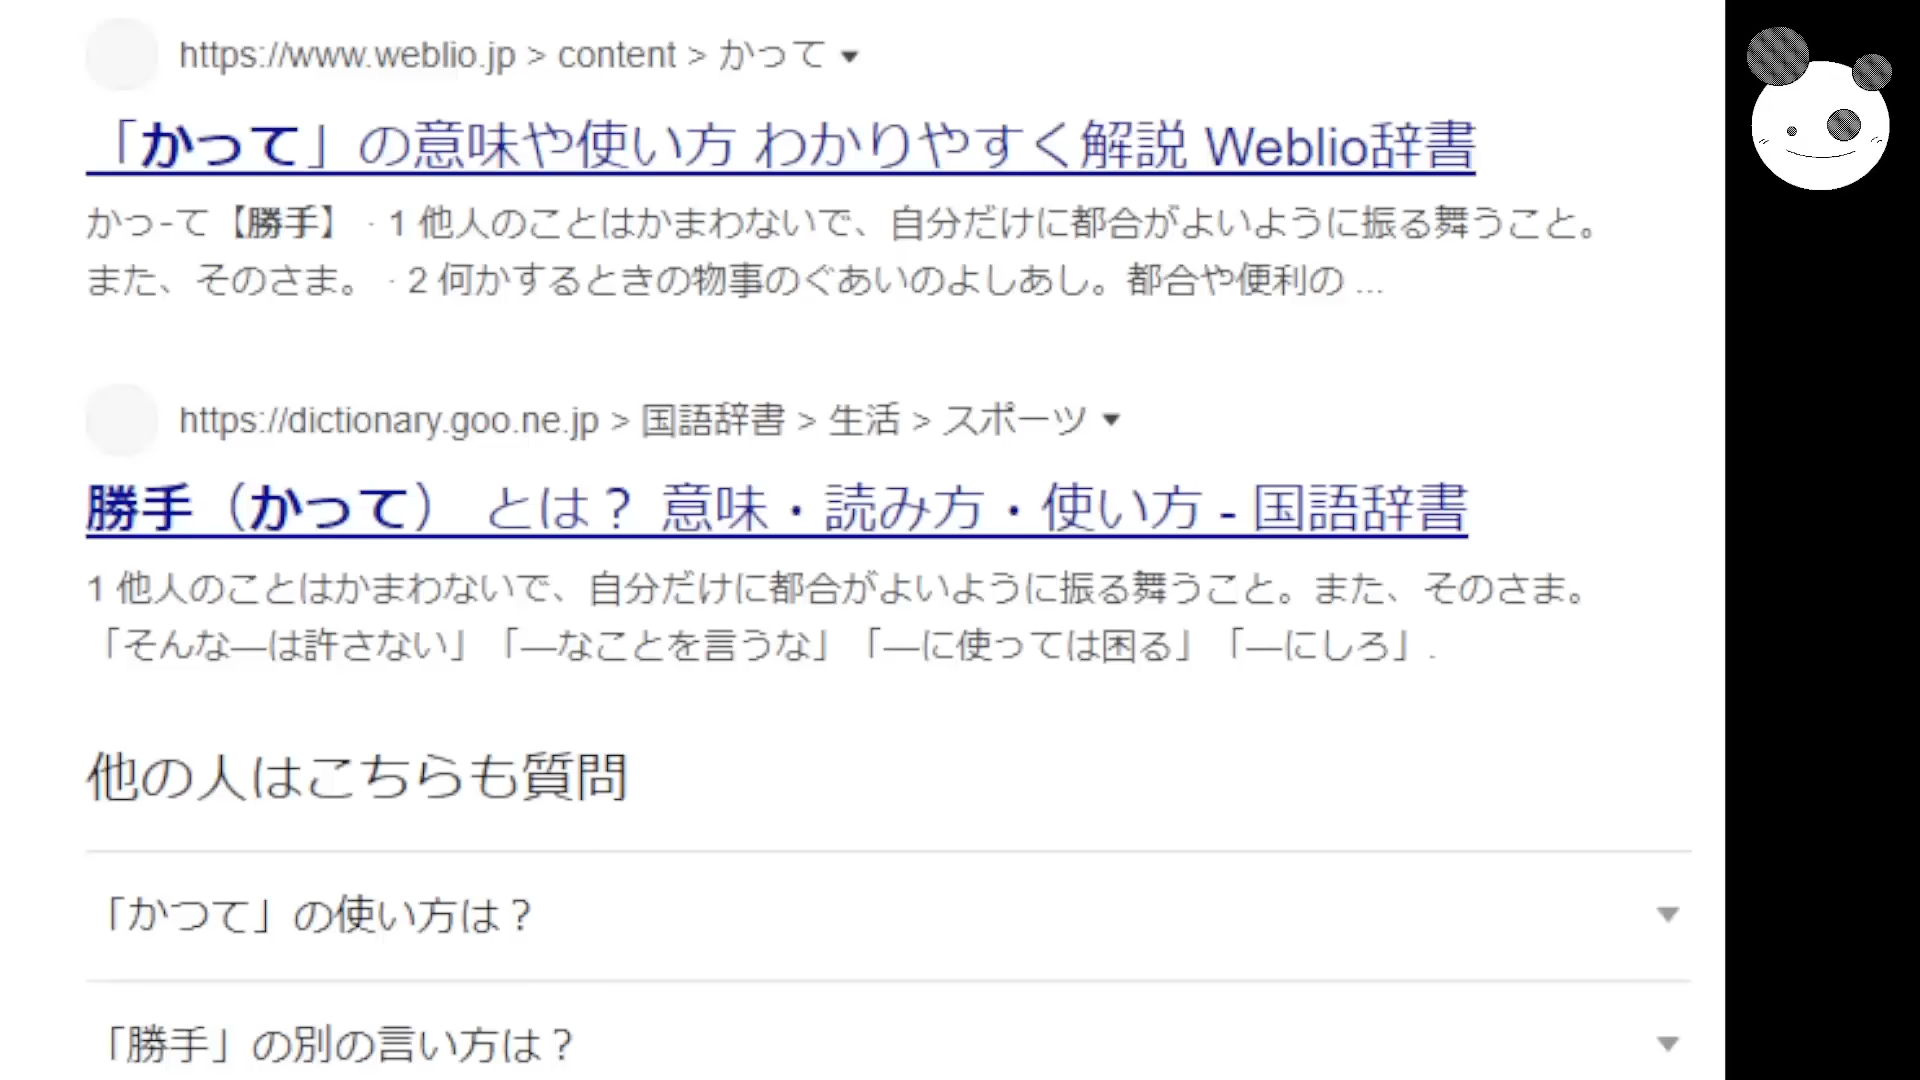 https://www.weblio.jp > content > かって
「かって」の意味や使い方 わかりやすく解説 Weblio辞書
かっ‐て【勝手】 · 1 他人のことはかまわないで、自分だけに都合がよいように振る舞うこと。
また、そのさま。 · 2 何かするときの物事のぐあいのよしあし。都合や便利の ...
https://dictionary.goo.ne.jp > 国語辞書 > 生活 > スポーツ
勝手（かって） とは？ 意味・読み方・使い方 - 国語辞書
1 他人のことはかまわないで、自分だけに都合がよいように振る舞うこと。また、そのさま。
「そんな―は許さない」「―なことを言うな」「―に使っては困る」「―にしろ」.
他の人はこちらも質問
「かつて」の使い方は？
「勝手」の別の言い方は？